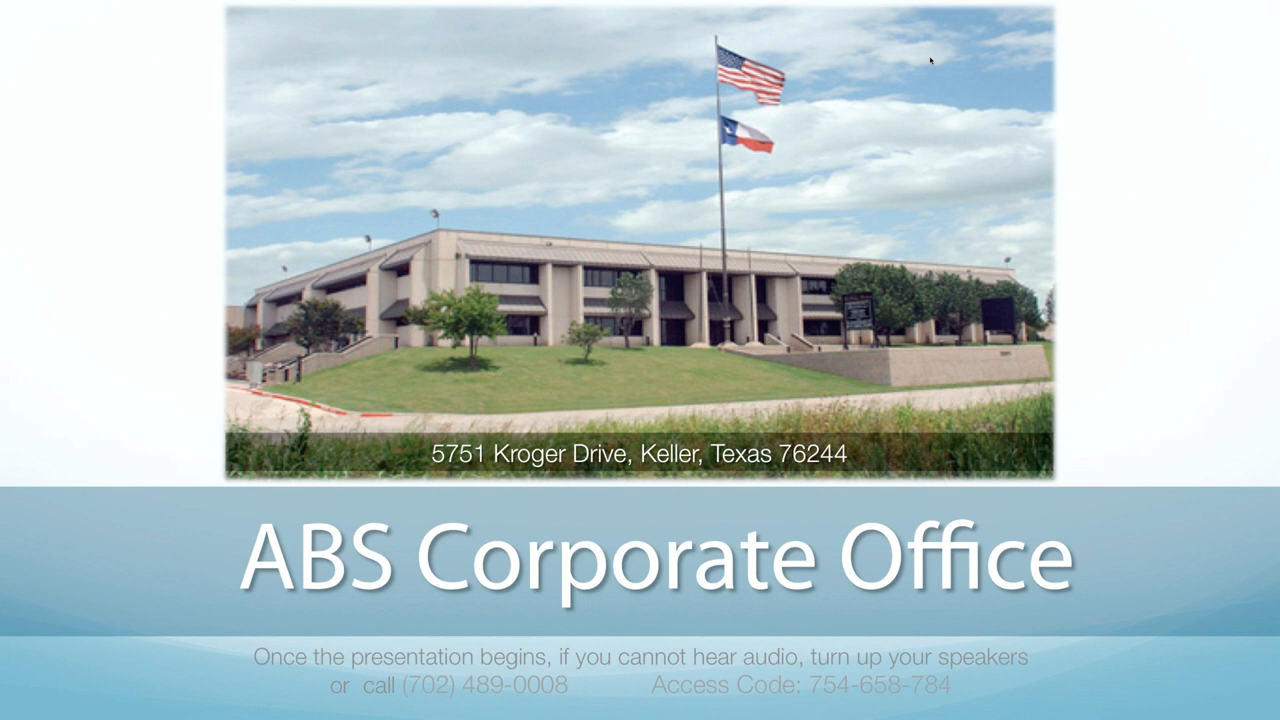 5751 Kroger Drive, Keller, Texas 76244
ABS Corporate Office
Once the presentation begins, if you cannot hear audio, turn up your speakers
or call (702) 489-0008 Access Code: 754-658-784